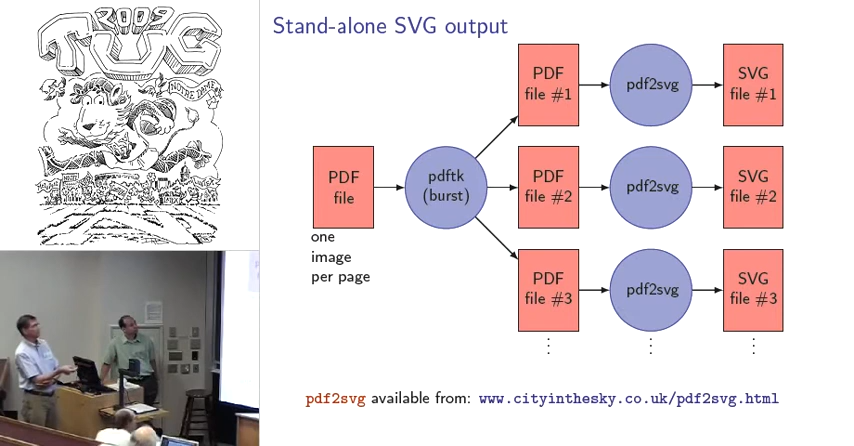 2009
TUG
NOTRE DAME
Stand-alone SVG output
PDF
file
one
image
per page
pdftk
(burst)
PDF
file #1
pdf2svg
SVG
file #1
PDF
file #2
pdf2svg
SVG
file #2
PDF
file #3
pdf2svg
SVG
file #3
pdf2svg available from: www.cityinthesky.co.uk/pdf2svg.html